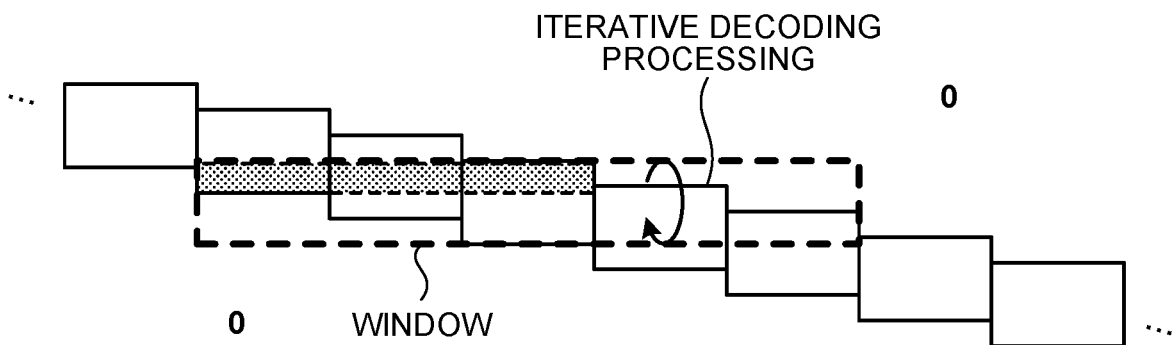 ITERATIVE DECODING
PROCESSING
0
0
WINDOW